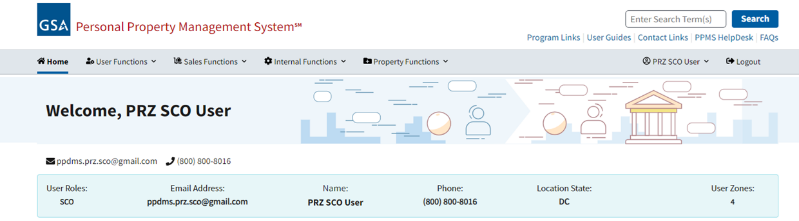 GSA Personal Property Management System SM
Enter Search Term(s) Search
Program Links | User Guides | Contact Links | PPMS HelpDesk | FAQs
Home User Functions Sales Functions Internal Functions Property Functions PRZ SCO User Logout
Welcome, PRZ SCO User
ppdms.prz.sco@gmail.com (800) 800-8016
User Roles: Email Address: Name: Phone: Location State: User Zones:
SCO ppdms.prz.sco@gmail.com PRZ SCO User (800) 800-8016 DC 4